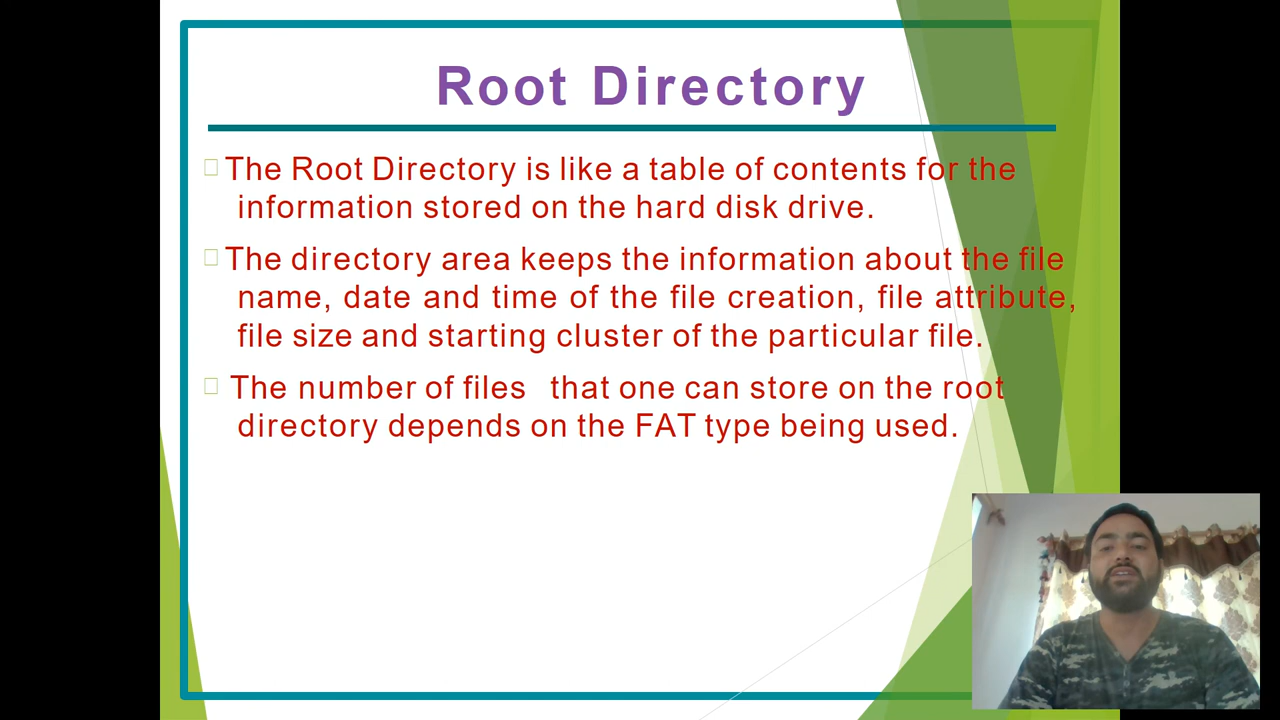 Root Directory
The Root Directory is like a table of contents for the
information stored on the hard disk drive.
The directory area keeps the information about the file
name, date and time of the file creation, file attribute,
file size and starting cluster of the particular file.
The number of files that one can store on the root
directory depends on the FAT type being used.